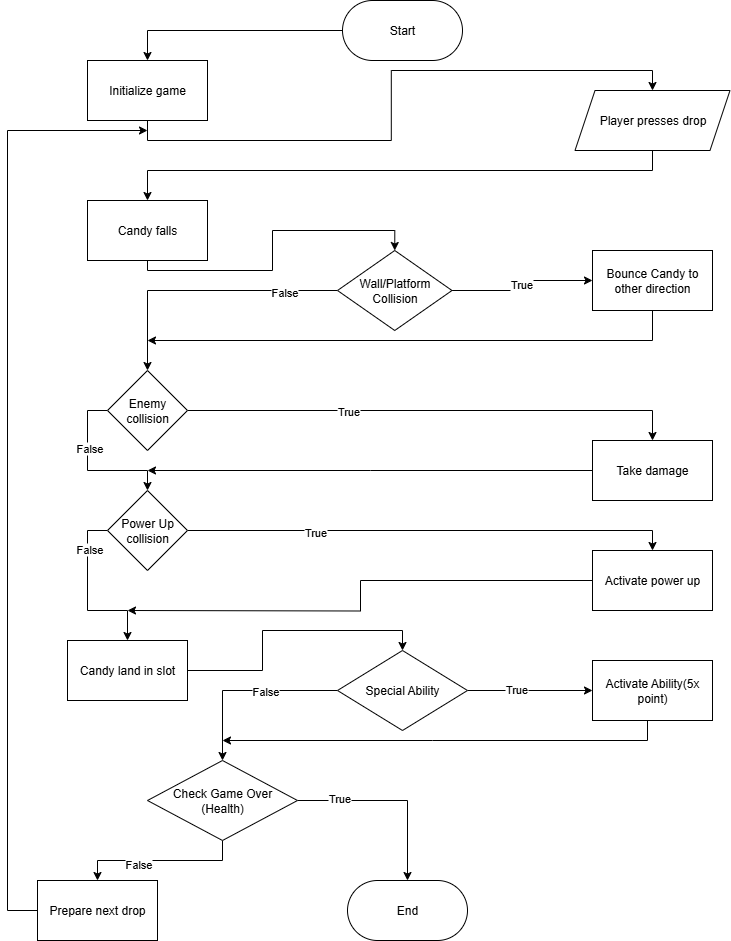 Start
Initialize game
Player presses drop
Candy falls
Wall/Platform
Collision
False
True
Bounce Candy to
other direction
Enemy
collision
True
False
Take damage
Power Up
collision
True
False
Activate power up
Candy land in slot
Special Ability
False
True
Activate Ability(5x
point)
Check Game Over
(Health)
True
False
Prepare next drop
End